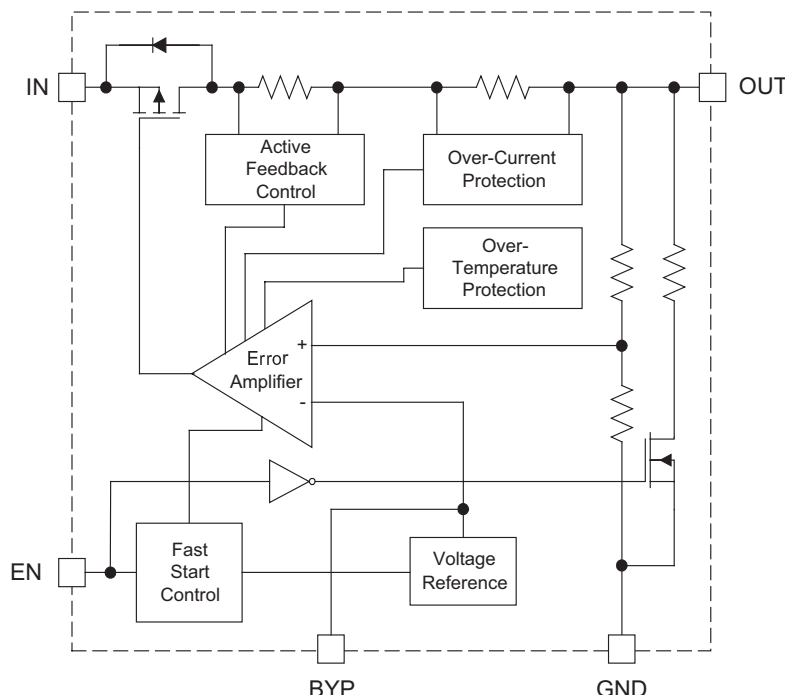 IN
OUT
Active
Feedback
Control
Over-Current
Protection
Over-
Temperature
Protection
+
Error
Amplifier
-
EN
Fast
Start
Control
Voltage
Reference
BYP
GND